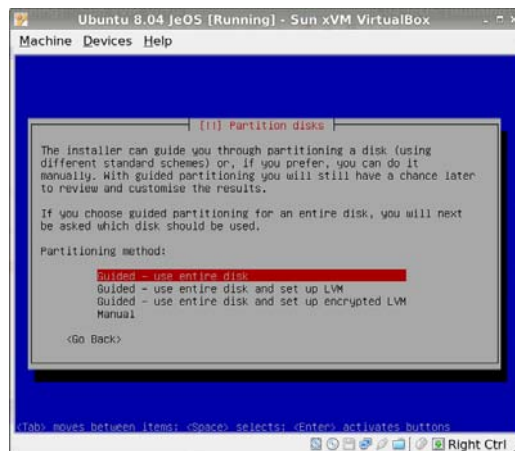 Ubuntu 8.04 JeOS [Running] - Sun xVM VirtualBox
Machine Devices Help
[!!] Partition disks
The installer can guide you through partitioning a disk (using
different standard schemes) or, if you prefer, you can do it
manually. With guided partitioning you will still have a chance later
to review and customise the results.
If you choose guided partitioning for an entire disk, you will next
be asked which disk should be used.
Partitioning method:
Guided - use entire disk
Guided - use entire disk and set up LVM
Guided - use entire disk and set up encrypted LVM
Manual
<Go Back>
<Tab> moves between items; <Space> selects; <Enter> activates buttons
Right Ctrl